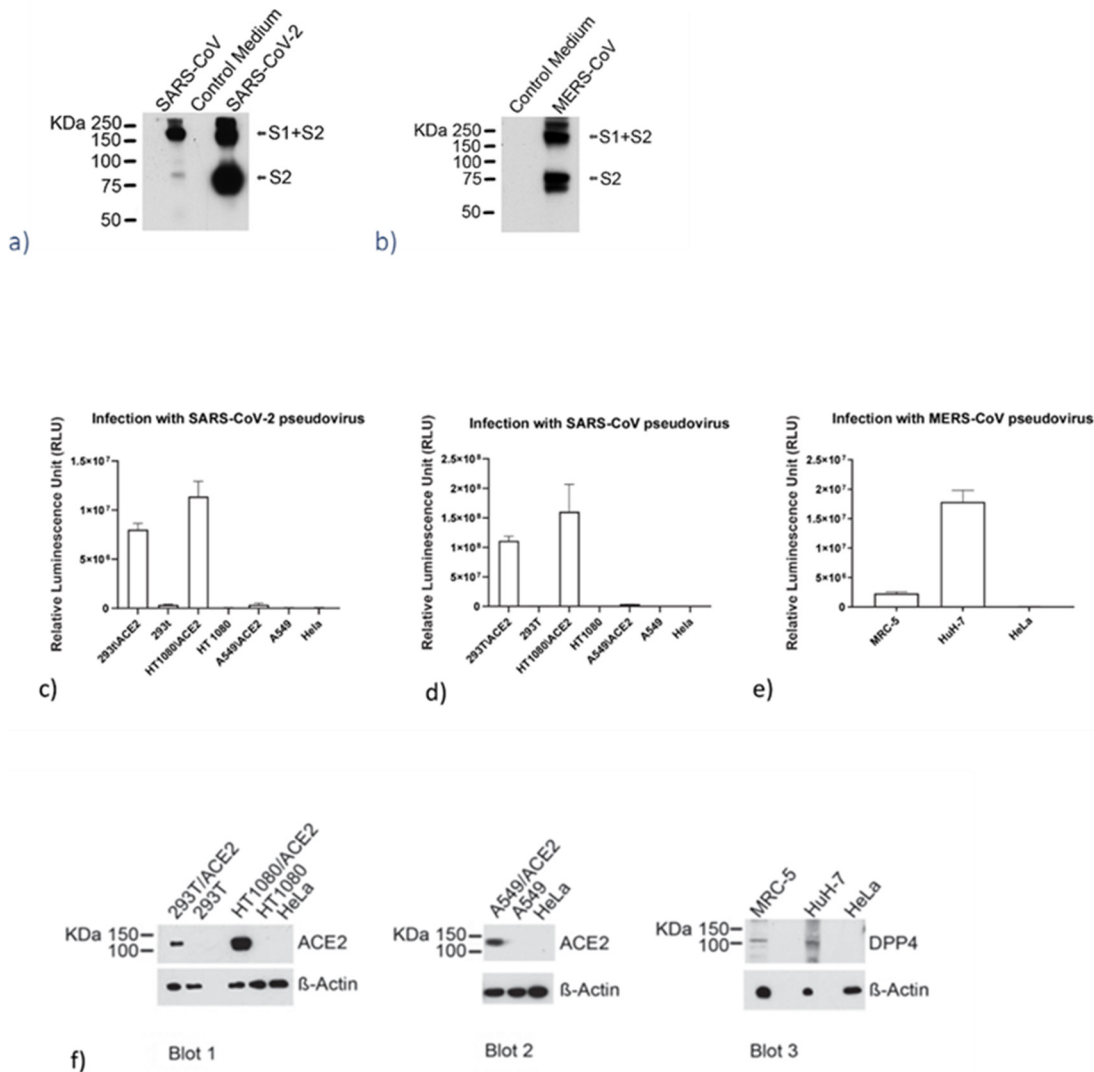 SARS-CoV
Control Medium
SARS-CoV-2
KDa 250
150
100
75
50
S1+S2
S2
a)
Control Medium
MERS-CoV
KDa 250
150
100
75
50
S1+S2
S2
b)
Infection with SARS-CoV-2 pseudovirus
Relative Luminescence Unit (RLU)
1.5×10⁷
1×10⁷
5×10⁶
0
293t\ACE2
293t
HT1080\ACE2
HT 1080
A549\ACE2
A549
Hela
c)
Infection with SARS-CoV pseudovirus
Relative Luminescence Unit (RLU)
2.5×10⁸
2×10⁸
1.5×10⁸
1×10⁸
5×10⁷
0
293T\ACE2
293T
HT1080\ACE2
HT1080
A549\ACE2
A549
Hela
d)
Infection with MERS-CoV pseudovirus
Relative Luminescence Unit (RLU)
2.5×10⁷
2×10⁷
1.5×10⁷
1×10⁷
5×10⁶
0
MRC-5
HuH-7
HeLa
e)
293T/ACE2
293T
HT1080/ACE2
HT1080
HeLa
KDa 150
100
ACE2
ß-Actin
Blot 1
A549/ACE2
A549
HeLa
KDa 150
100
ACE2
ß-Actin
Blot 2
MRC-5
HuH-7
HeLa
KDa 150
100
DPP4
ß-Actin
Blot 3
f)